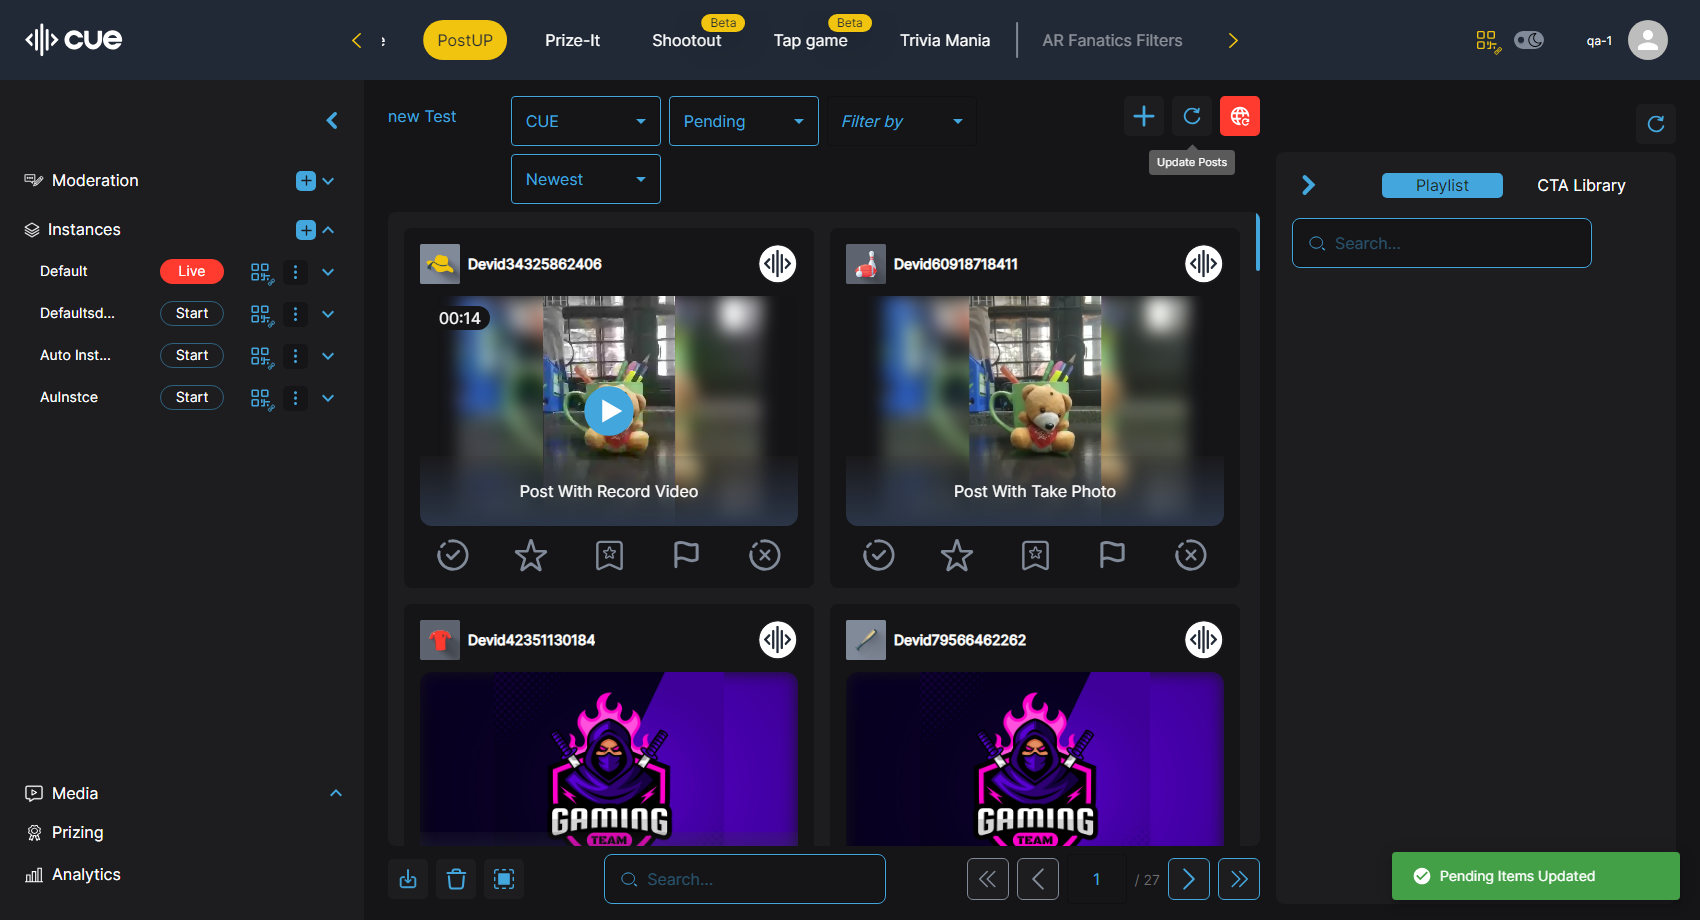 cue
e
PostUP
Prize-It
Beta
Shootout
Beta
Tap game
Trivia Mania
AR Fanatics Filters
qa-1
new Test
CUE
Pending
Filter by
Newest
Update Posts
Moderation
Instances
Default
Live
Defaultsd...
Start
Auto Inst...
Start
AuInstce
Start
Media
Prizing
Analytics
Devid34325862406
00:14
Post With Record Video
Devid60918718411
Post With Take Photo
Devid42351130184
GAMING
TEAM
Devid79566462262
GAMING
TEAM
Search...
1
/ 27
Playlist
CTA Library
Search...
Pending Items Updated